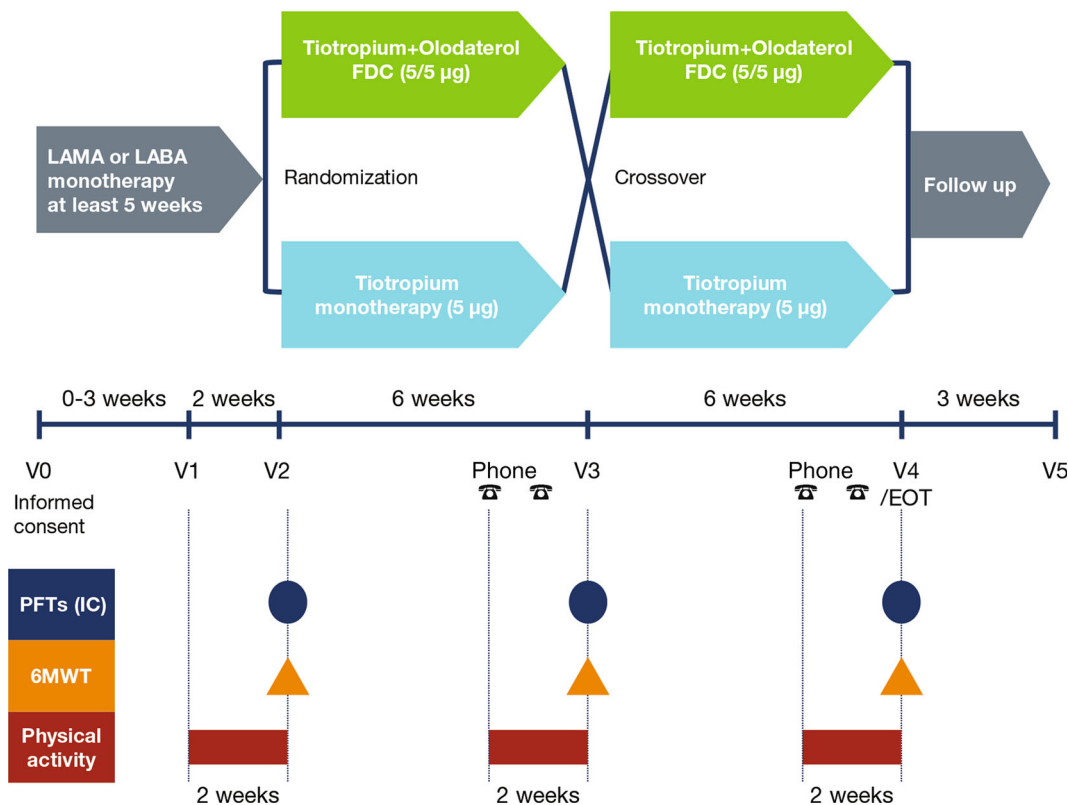 Tiotropium+Olodaterol
FDC (5/5 µg)
Tiotropium+Olodaterol
FDC (5/5 µg)
LAMA or LABA
monotherapy
at least 5 weeks
Randomization
Crossover
Follow up
Tiotropium
monotherapy (5 µg)
Tiotropium
monotherapy (5 µg)
0-3 weeks
2 weeks
6 weeks
6 weeks
3 weeks
V0
V1
V2
Phone
V3
Phone
V4
/EOT
V5
Informed
consent
PFTs (IC)
6MWT
Physical
activity
2 weeks
2 weeks
2 weeks